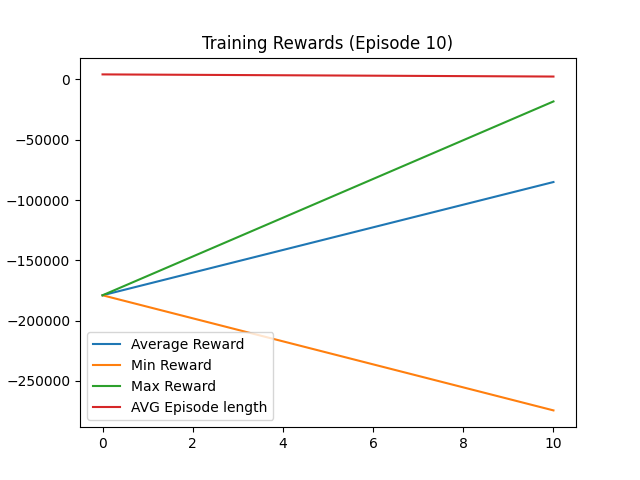 Training Rewards (Episode 10)
0
−50000
−100000
−150000
−200000
−250000
Average Reward
Min Reward
Max Reward
AVG Episode length
0 2 4 6 8 10